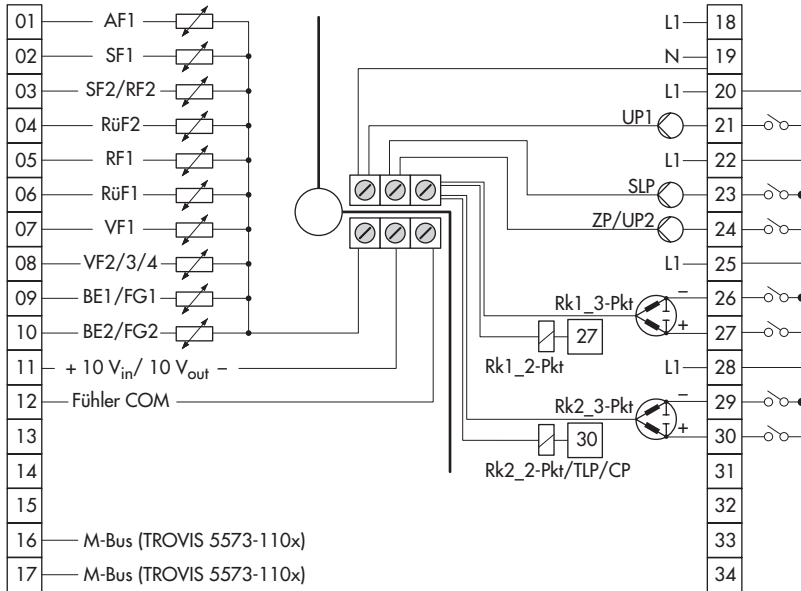 01 AF1
02 SF1
03 SF2/RF2
04 RüF2
05 RF1
06 RüF1
07 VF1
08 VF2/3/4
09 BE1/FG1
10 BE2/FG2
11 + 10 Vin/ 10 Vout −
12 Fühler COM
13
14
15
16 M-Bus (TROVIS 5573-110x)
17 M-Bus (TROVIS 5573-110x)
L1 18
N 19
L1 20
UP1 21
L1 22
SLP 23
ZP/UP2 24
L1 25
Rk1_3-Pkt − 26
+ 27
27
Rk1_2-Pkt
L1 28
Rk2_3-Pkt − 29
+ 30
30
Rk2_2-Pkt/TLP/CP
31
32
33
34